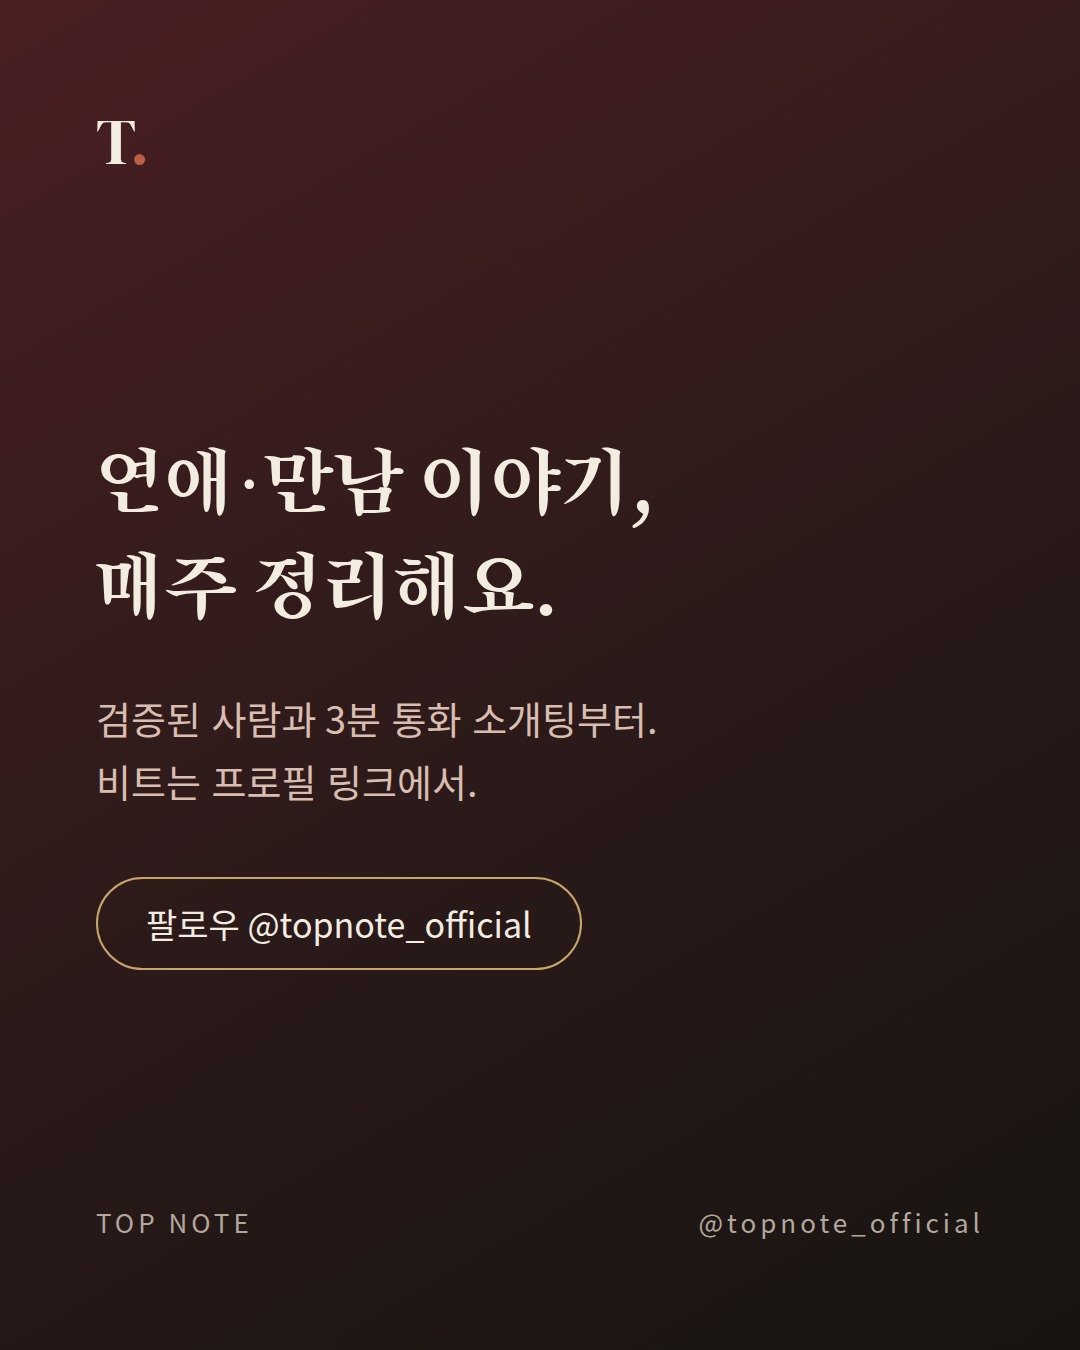 T.
연애·만남 이야기,
매주 정리해요.
검증된 사람과 3분 통화 소개팅부터.
비트는 프로필 링크에서.
팔로우 @topnote_official
TOP NOTE
@topnote_official